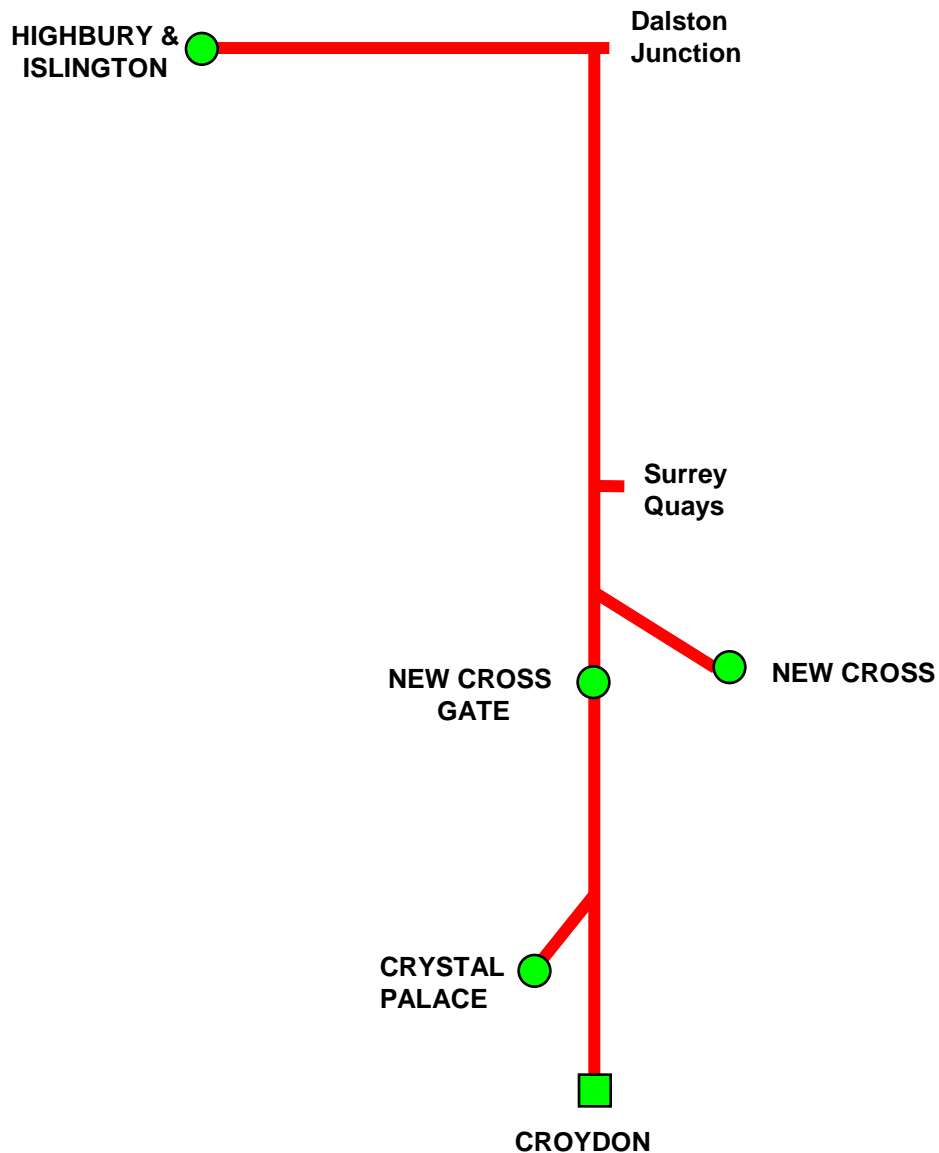 HIGHBURY &
ISLINGTON
Dalston
Junction
Surrey
Quays
NEW CROSS
GATE
NEW CROSS
CRYSTAL
PALACE
CROYDON